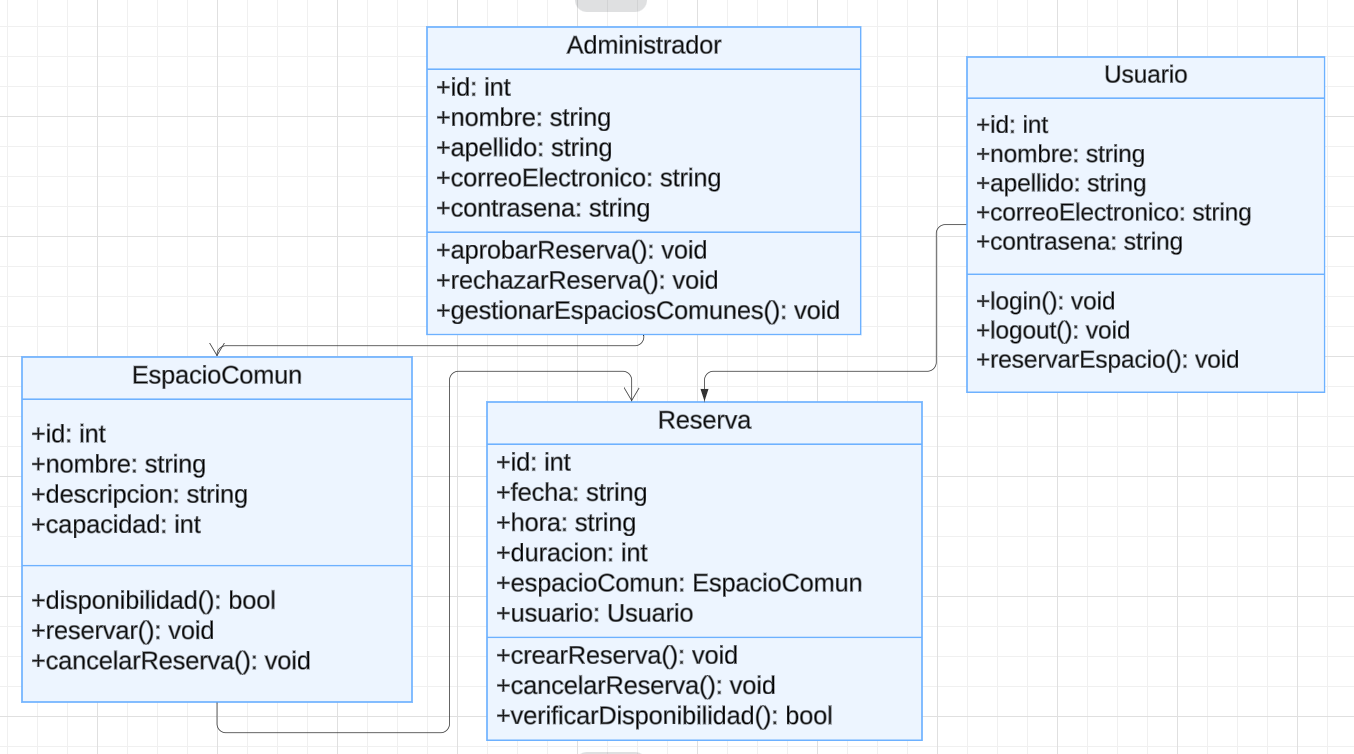 Administrador
+id: int
+nombre: string
+apellido: string
+correoElectronico: string
+contrasena: string
+aprobarReserva(): void
+rechazarReserva(): void
+gestionarEspaciosComunes(): void
Usuario
+id: int
+nombre: string
+apellido: string
+correoElectronico: string
+contrasena: string
+login(): void
+logout(): void
+reservarEspacio(): void
EspacioComun
+id: int
+nombre: string
+descripcion: string
+capacidad: int
+disponibilidad(): bool
+reservar(): void
+cancelarReserva(): void
Reserva
+id: int
+fecha: string
+hora: string
+duracion: int
+espacioComun: EspacioComun
+usuario: Usuario
+crearReserva(): void
+cancelarReserva(): void
+verificarDisponibilidad(): bool